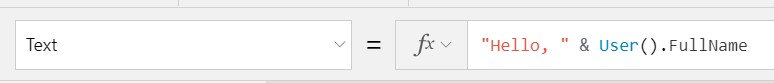 Text = fx "Hello, " & User().FullName